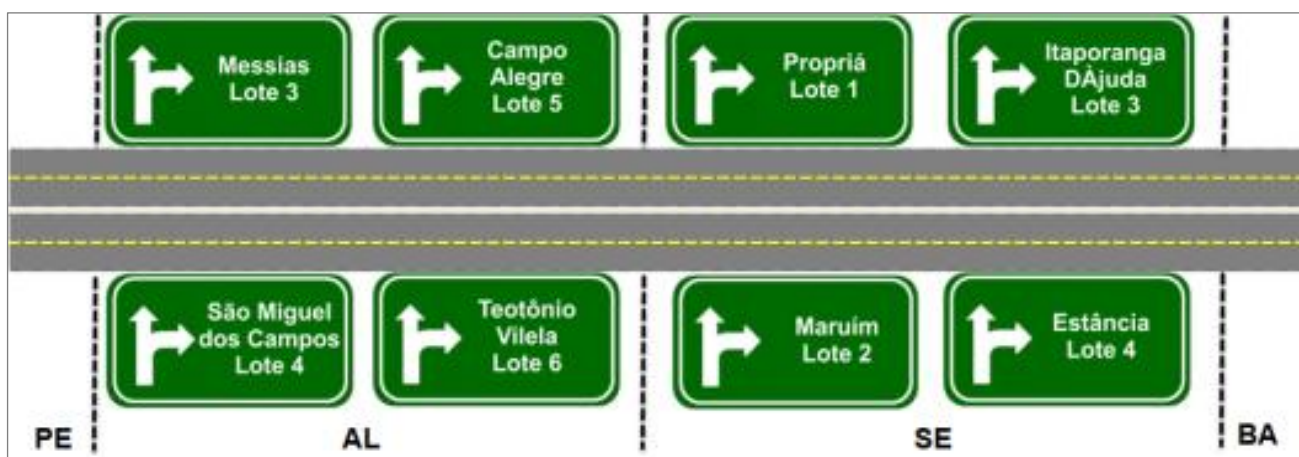 Messias
Lote 3
Campo
Alegre
Lote 5
Propriá
Lote 1
Itaporanga
DÀjuda
Lote 3
São Miguel
dos Campos
Lote 4
Teotônio
Vilela
Lote 6
Maruím
Lote 2
Estância
Lote 4
PE
AL
SE
BA